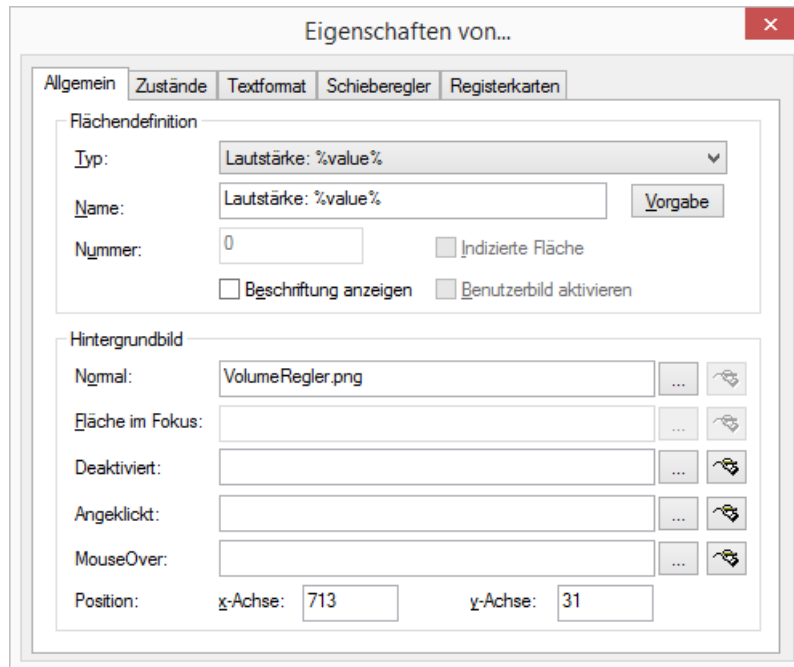 Eigenschaften von...
Allgemein Zustände Textformat Schieberegler Registerkarten
Flächendefinition
Typ: Lautstärke: %value%
Name: Lautstärke: %value% Vorgabe
Nummer: 0 Indizierte Fläche
Beschriftung anzeigen Benutzerbild aktivieren
Hintergrundbild
Normal: VolumeRegler.png ...
Fläche im Fokus: ...
Deaktiviert: ...
Angeklickt: ...
MouseOver: ...
Position: x-Achse: 713 y-Achse: 31